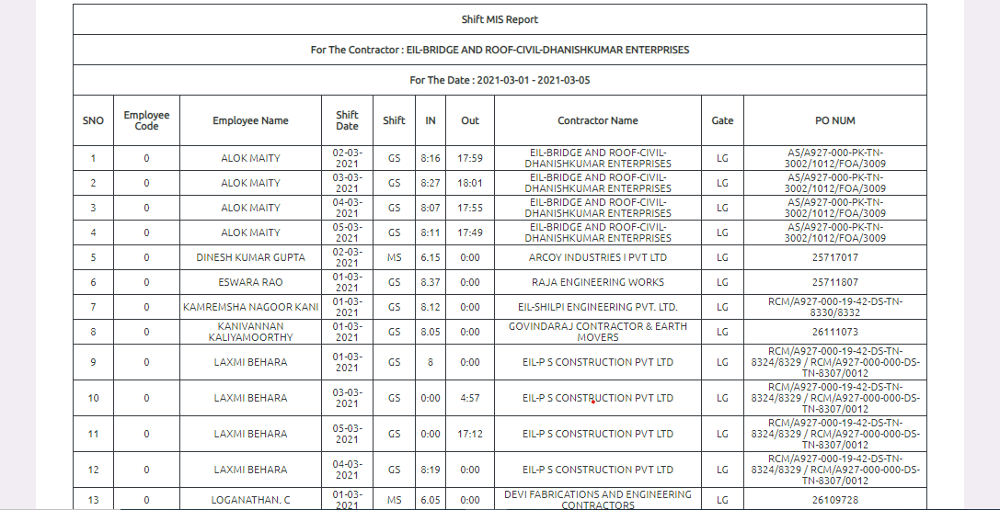 Shift MIS Report
For The Contractor : EIL-BRIDGE AND ROOF-CIVIL-DHANISHKUMAR ENTERPRISES
For The Date : 2021-03-01 - 2021-03-05
SNO Employee Code Employee Name Shift Date Shift IN Out Contractor Name Gate PO NUM
1 0 ALOK MAITY 02-03-2021 GS 8:16 17:59 EIL-BRIDGE AND ROOF-CIVIL-DHANISHKUMAR ENTERPRISES LG AS/A927-000-PK-TN-3002/1012/FOA/3009
2 0 ALOK MAITY 03-03-2021 GS 8:27 18:01 EIL-BRIDGE AND ROOF-CIVIL-DHANISHKUMAR ENTERPRISES LG AS/A927-000-PK-TN-3002/1012/FOA/3009
3 0 ALOK MAITY 04-03-2021 GS 8:07 17:55 EIL-BRIDGE AND ROOF-CIVIL-DHANISHKUMAR ENTERPRISES LG AS/A927-000-PK-TN-3002/1012/FOA/3009
4 0 ALOK MAITY 05-03-2021 GS 8:11 17:49 EIL-BRIDGE AND ROOF-CIVIL-DHANISHKUMAR ENTERPRISES LG AS/A927-000-PK-TN-3002/1012/FOA/3009
5 0 DINESH KUMAR GUPTA 02-03-2021 MS 6.15 0:00 ARCOY INDUSTRIES I PVT LTD LG 25717017
6 0 ESWARA RAO 01-03-2021 GS 8.37 0:00 RAJA ENGINEERING WORKS LG 25711807
7 0 KAMREMSHA NAGOOR KANI 01-03-2021 GS 8.12 0:00 EIL-SHILPI ENGINEERING PVT. LTD. LG RCM/A927-000-19-42-DS-TN-8330/8332
8 0 KANIVANNAN KALIYAMOORTHY 01-03-2021 GS 8.05 0:00 GOVINDARAJ CONTRACTOR & EARTH MOVERS LG 26111073
9 0 LAXMI BEHARA 01-03-2021 GS 8 0:00 EIL-P S CONSTRUCTION PVT LTD LG RCM/A927-000-19-42-DS-TN-8324/8329 / RCM/A927-000-000-DS-TN-8307/0012
10 0 LAXMI BEHARA 03-03-2021 GS 0:00 4:57 EIL-P S CONSTRUCTION PVT LTD LG RCM/A927-000-19-42-DS-TN-8324/8329 / RCM/A927-000-000-DS-TN-8307/0012
11 0 LAXMI BEHARA 05-03-2021 GS 0:00 17:12 EIL-P S CONSTRUCTION PVT LTD LG RCM/A927-000-19-42-DS-TN-8324/8329 / RCM/A927-000-000-DS-TN-8307/0012
12 0 LAXMI BEHARA 04-03-2021 GS 8:19 0:00 EIL-P S CONSTRUCTION PVT LTD LG RCM/A927-000-19-42-DS-TN-8324/8329 / RCM/A927-000-000-DS-TN-8307/0012
13 0 LOGANATHAN. C 01-03-2021 MS 6.05 0:00 DEVI FABRICATIONS AND ENGINEERING CONTRACTORS LG 26109728